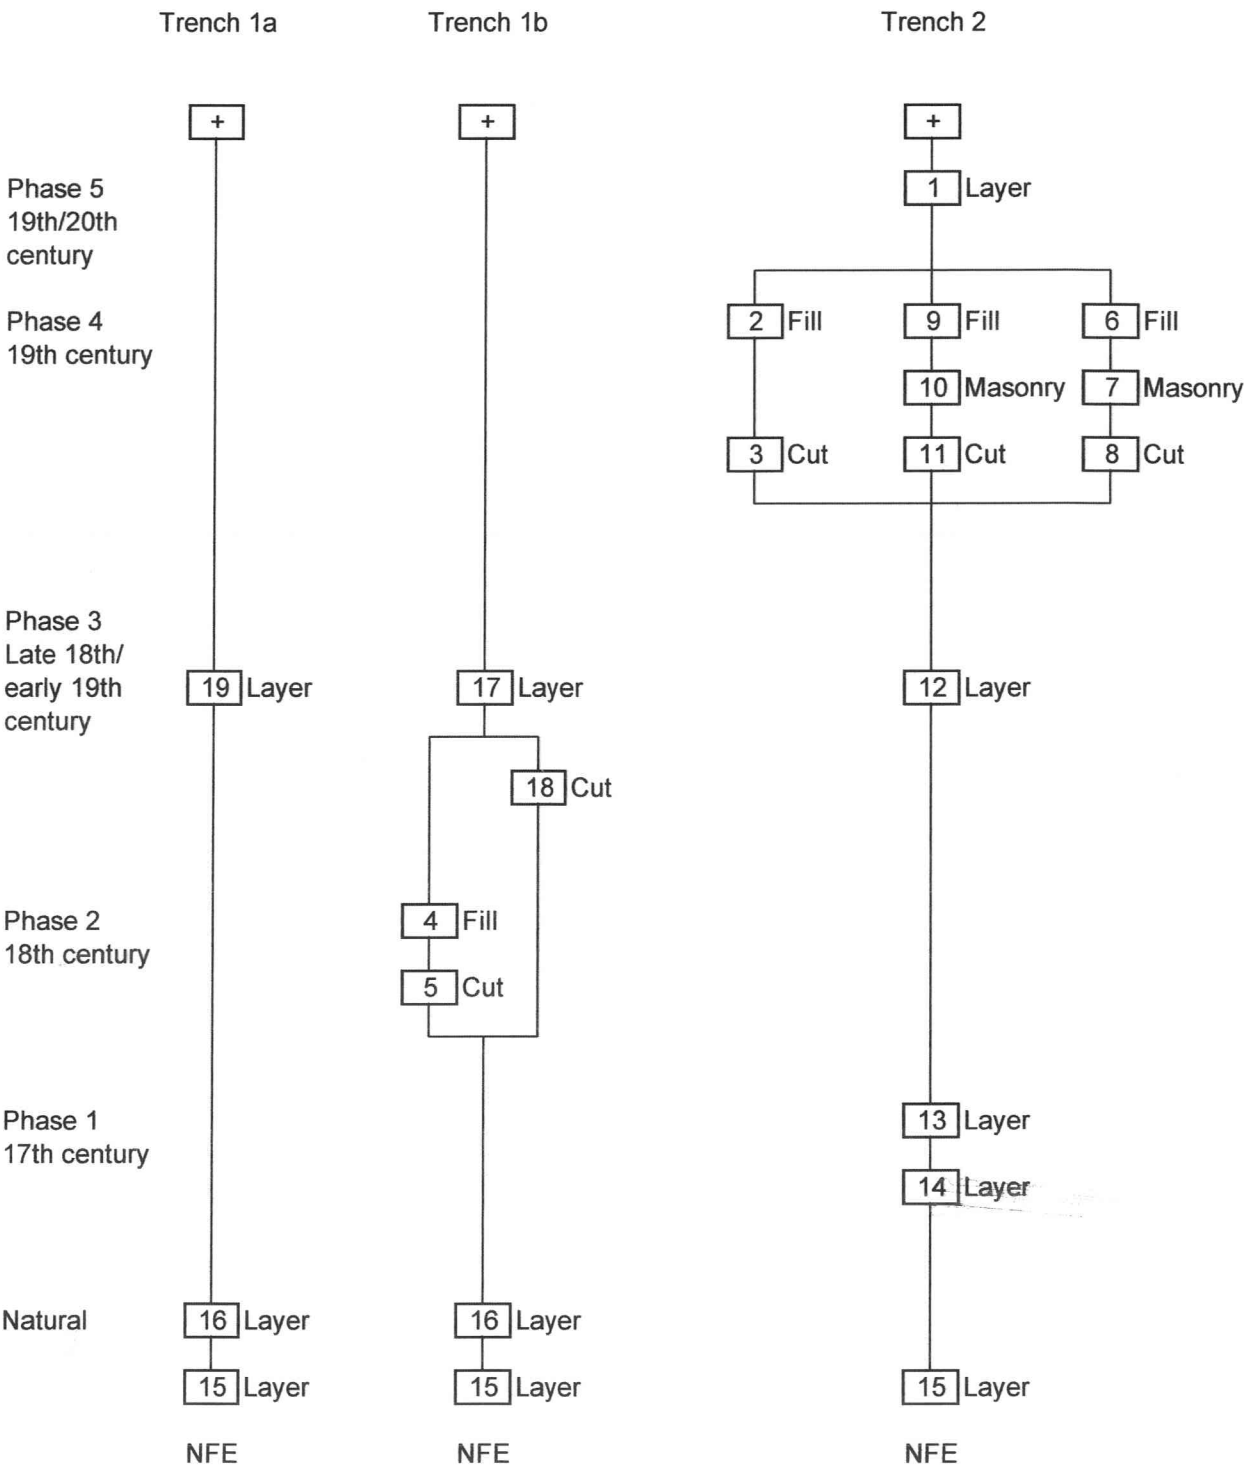 Trench 1a Trench 1b Trench 2
+ + +
Phase 5
19th/20th
century
1 Layer
Phase 4
19th century
2 Fill 9 Fill 6 Fill
10 Masonry 7 Masonry
3 Cut 11 Cut 8 Cut
Phase 3
Late 18th/
early 19th
century
19 Layer 17 Layer 12 Layer
18 Cut
Phase 2
18th century
4 Fill
5 Cut
Phase 1
17th century
13 Layer
14 Layer
Natural 16 Layer 16 Layer
15 Layer 15 Layer 15 Layer
NFE NFE NFE